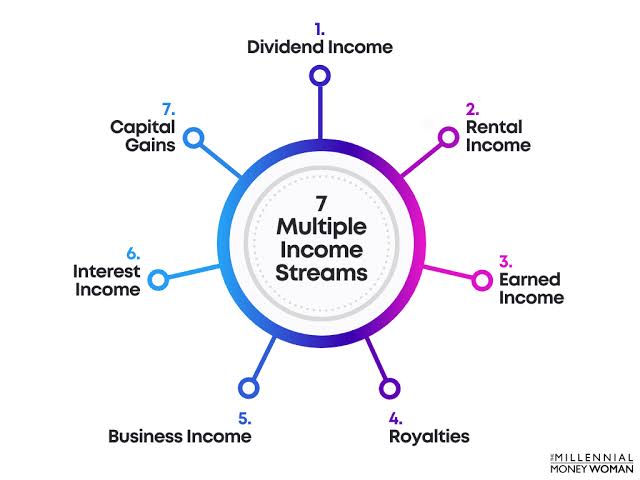 1.
Dividend Income
2.
Rental
Income
3.
Earned
Income
4.
Royalties
5.
Business Income
6.
Interest
Income
7.
Capital
Gains
7
Multiple
Income
Streams
THE MILLENNIAL
MONEY WOMAN